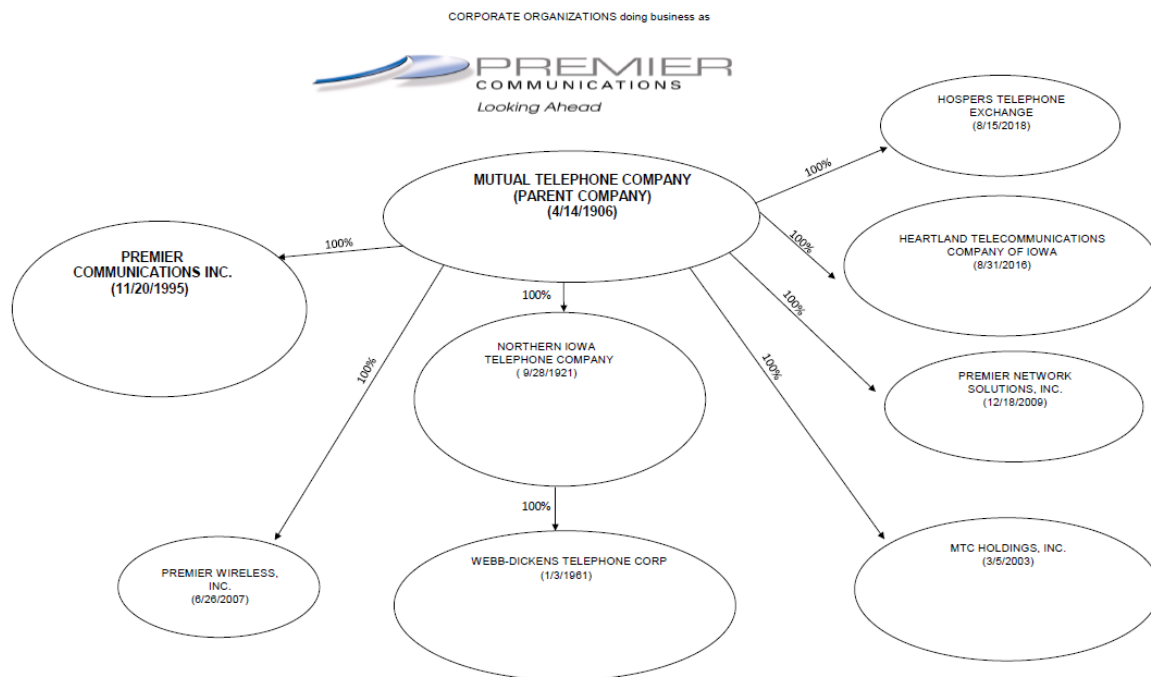 CORPORATE ORGANIZATIONS doing business as
PREMIER
COMMUNICATIONS
Looking Ahead
HOSPERS TELEPHONE
EXCHANGE
(8/15/2018)
MUTUAL TELEPHONE COMPANY
(PARENT COMPANY)
(4/14/1906)
100%
HEARTLAND TELECOMMUNICATIONS
COMPANY OF IOWA
(8/31/2016)
100%
PREMIER
COMMUNICATIONS INC.
(11/20/1995)
100%
100%
100%
NORTHERN IOWA
TELEPHONE COMPANY
( 9/28/1921)
100%
100%
PREMIER NETWORK
SOLUTIONS, INC.
(12/18/2009)
100%
PREMIER WIRELESS,
INC.
(6/26/2007)
WEBB-DICKENS TELEPHONE CORP
(1/3/1961)
MTC HOLDINGS, INC.
(3/5/2003)